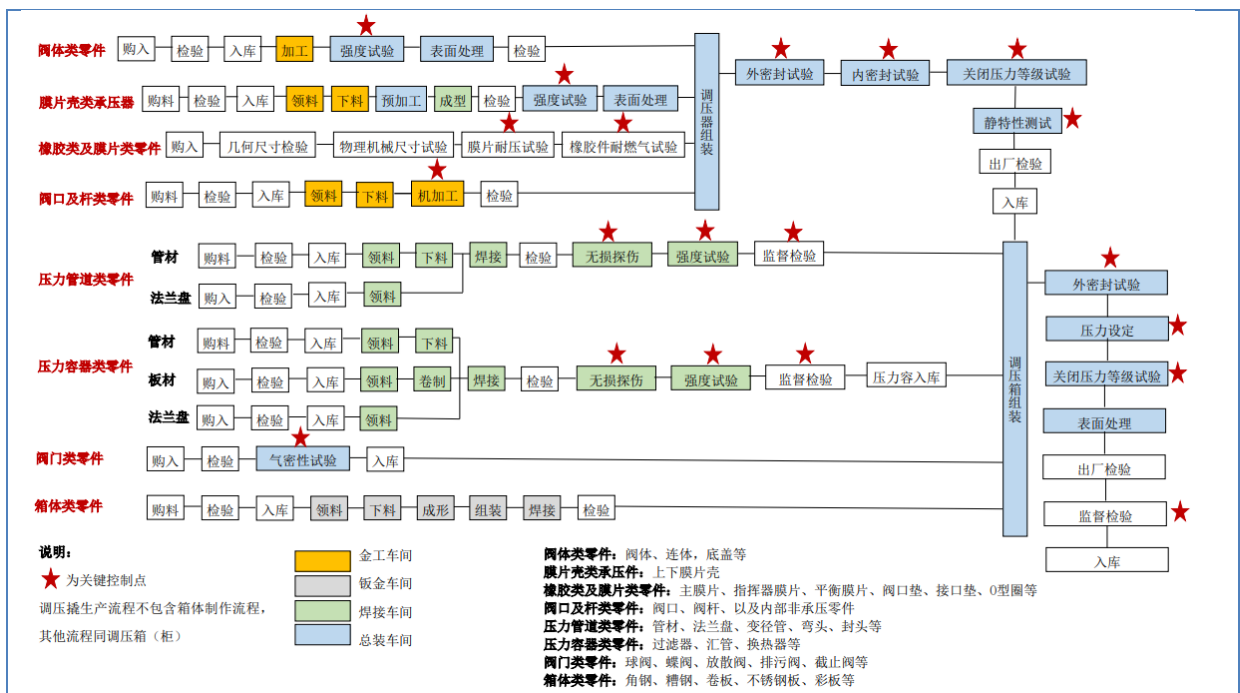 阀体类零件 购入 检验 入库 加工 强度试验 表面处理 检验
膜片壳类承压器 购料 检验 入库 领料 下料 预加工 成型 检验 强度试验 表面处理
橡胶类及膜片类零件 购入 几何尺寸检验 物理机械尺寸试验 膜片耐压试验 橡胶件耐燃气试验
阀口及杆类零件 购料 检验 入库 领料 下料 机加工 检验
调压器组装
外密封试验 内密封试验 关闭压力等级试验
静特性测试
出厂检验
入库
压力管道类零件
管材 购料 检验 入库 领料 下料 焊接 检验 无损探伤 强度试验 监督检验
法兰盘 购入 检验 入库 领料
压力容器类零件
管材 购料 检验 入库 领料 下料
板材 购入 检验 入库 领料 卷制 焊接 检验 无损探伤 强度试验 监督检验 压力容入库
法兰盘 购入 检验 入库 领料
阀门类零件 购入 检验 气密性试验 入库
箱体类零件 购料 检验 入库 领料 下料 成形 组装 焊接 检验
调压箱组装
外密封试验
压力设定
关闭压力等级试验
表面处理
出厂检验
监督检验
入库
说明:
为关键控制点
调压撬生产流程不包含箱体制作流程，
其他流程同调压箱（柜）
金工车间
钣金车间
焊接车间
总装车间
阀体类零件：阀体、连体，底盖等
膜片壳类承压件：上下膜片壳
橡胶类及膜片类零件：主膜片、指挥器膜片、平衡膜片、阀口垫、接口垫、O型圈等
阀口及杆类零件：阀口、阀杆、以及内部非承压零件
压力管道类零件：管材、法兰盘、变径管、弯头、封头等
压力容器类零件：过滤器、汇管、换热器等
阀门类零件：球阀、蝶阀、放散阀、排污阀、截止阀等
箱体类零件：角钢、糟钢、卷板、不锈钢板、彩板等